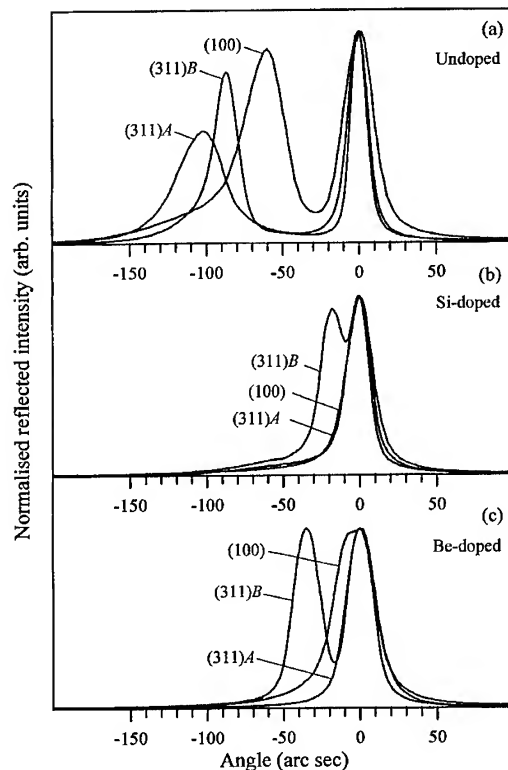 (a)
Undoped
(100)
(311)B
(311)A
-150 -100 -50 0 50
(b)
Si-doped
(311)B
(100)
(311)A
-150 -100 -50 0 50
(c)
Be-doped
(100)
(311)B
(311)A
-150 -100 -50 0 50
Angle (arc sec)
Normalised reflected intensity (arb. units)